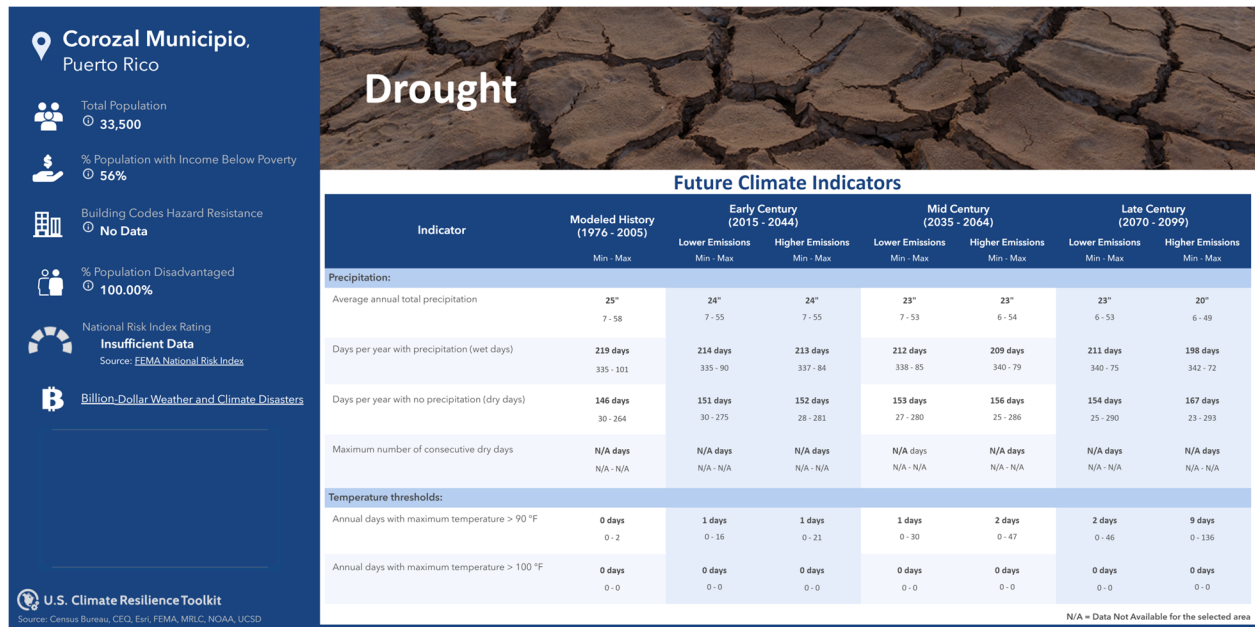 Corozal Municipio,
Puerto Rico
Total Population
33,500
% Population with Income Below Poverty
56%
Building Codes Hazard Resistance
No Data
% Population Disadvantaged
100.00%
National Risk Index Rating
Insufficient Data
Source: FEMA National Risk Index
Billion-Dollar Weather and Climate Disasters
U.S. Climate Resilience Toolkit
Source: Census Bureau, CEQ, Esri, FEMA, MRLC, NOAA, UCSD
Drought
Future Climate Indicators
Indicator
Modeled History
(1976 - 2005)
Early Century
(2015 - 2044)
Mid Century
(2035 - 2064)
Late Century
(2070 - 2099)
Lower Emissions Higher Emissions Lower Emissions Higher Emissions Lower Emissions Higher Emissions
Min - Max Min - Max Min - Max Min - Max Min - Max Min - Max Min - Max
Precipitation:
Average annual total precipitation 25" 24" 24" 23" 23" 23" 20"
7 - 58 7 - 55 7 - 55 7 - 53 6 - 54 6 - 53 6 - 49
Days per year with precipitation (wet days) 219 days 214 days 213 days 212 days 209 days 211 days 198 days
335 - 101 335 - 90 337 - 84 338 - 85 340 - 79 340 - 75 342 - 72
Days per year with no precipitation (dry days) 146 days 151 days 152 days 153 days 156 days 154 days 167 days
30 - 264 30 - 275 28 - 281 27 - 280 25 - 286 25 - 290 23 - 293
Maximum number of consecutive dry days N/A days N/A days N/A days N/A days N/A days N/A days N/A days
N/A - N/A N/A - N/A N/A - N/A N/A - N/A N/A - N/A N/A - N/A N/A - N/A
Temperature thresholds:
Annual days with maximum temperature > 90 °F 0 days 1 days 1 days 1 days 2 days 2 days 9 days
0 - 2 0 - 16 0 - 21 0 - 30 0 - 47 0 - 46 0 - 136
Annual days with maximum temperature > 100 °F 0 days 0 days 0 days 0 days 0 days 0 days 0 days
0 - 0 0 - 0 0 - 0 0 - 0 0 - 0 0 - 0 0 - 0
N/A = Data Not Available for the selected area